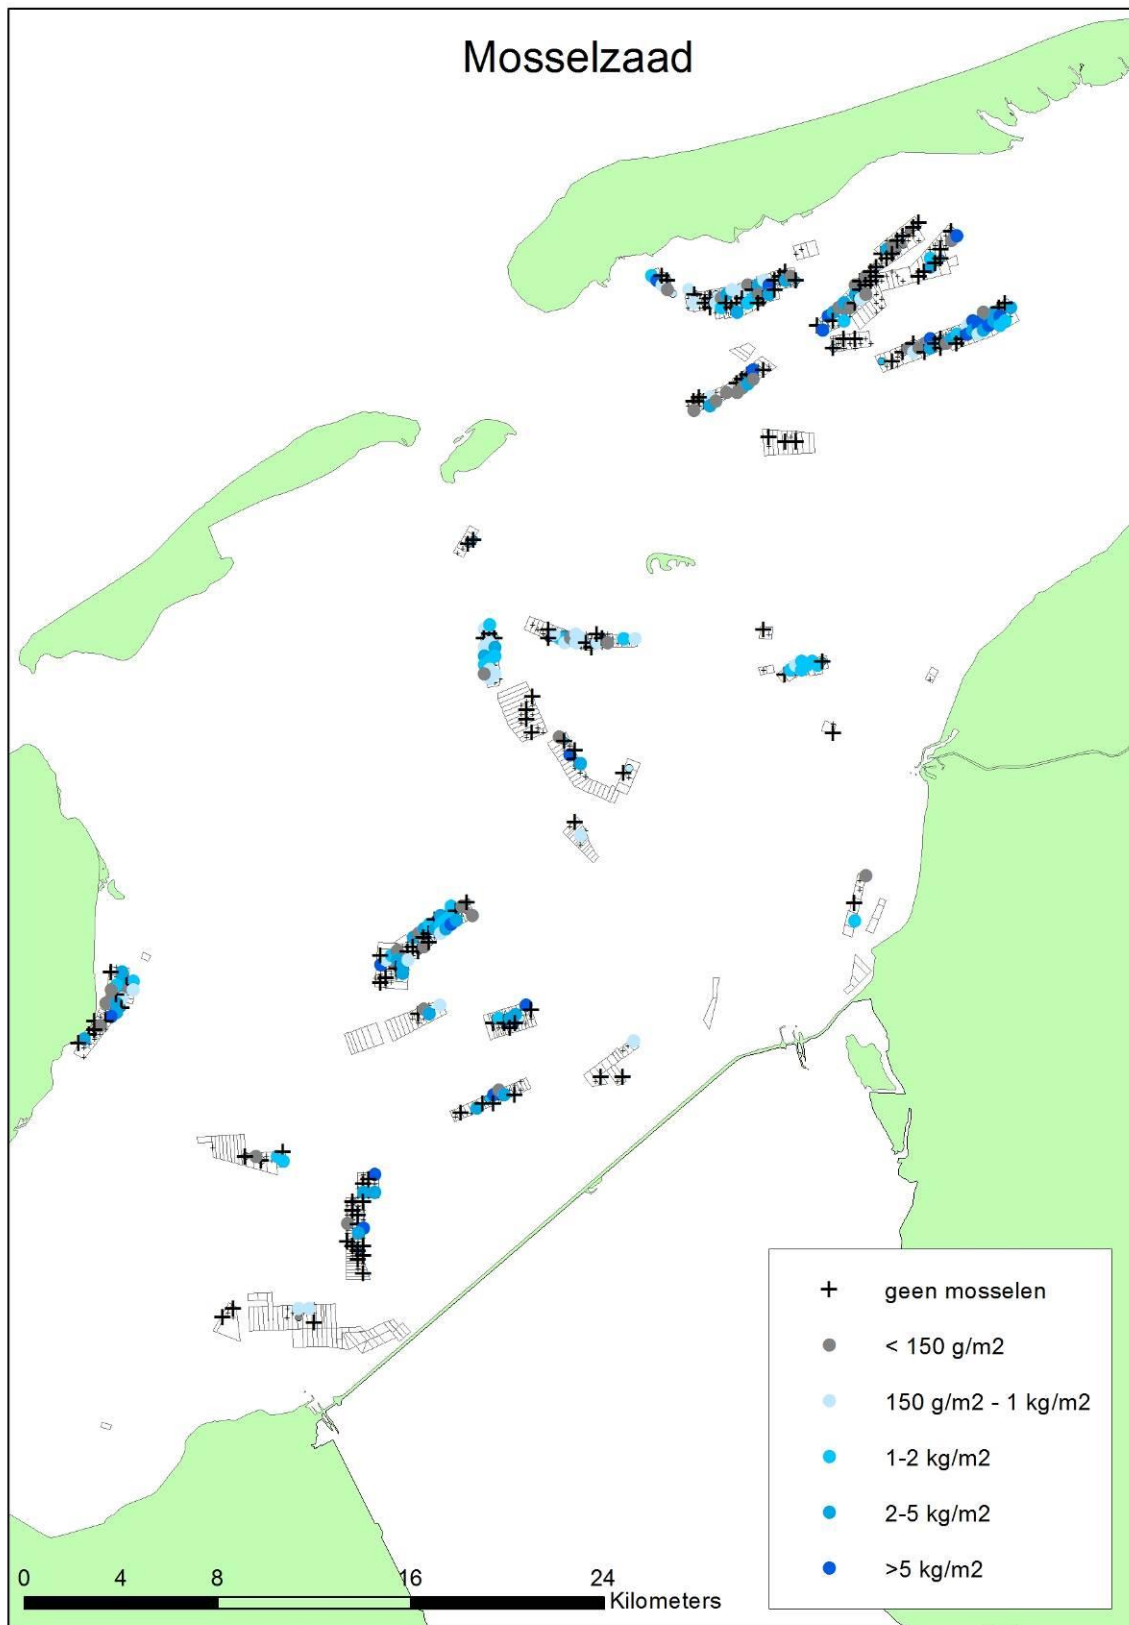 Mosselzaad
geen mosselen
< 150 g/m2
150 g/m2 - 1 kg/m2
1-2 kg/m2
2-5 kg/m2
>5 kg/m2
0 4 8 16 24
Kilometers